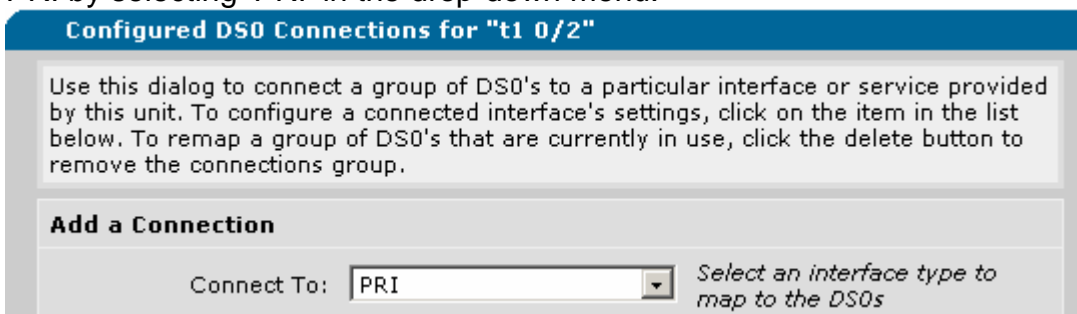 Configured DS0 Connections for "t1 0/2"
Use this dialog to connect a group of DS0's to a particular interface or service provided
by this unit. To configure a connected interface's settings, click on the item in the list
below. To remap a group of DS0's that are currently in use, click the delete button to
remove the connections group.
Add a Connection
Connect To: PRI Select an interface type to
map to the DS0s